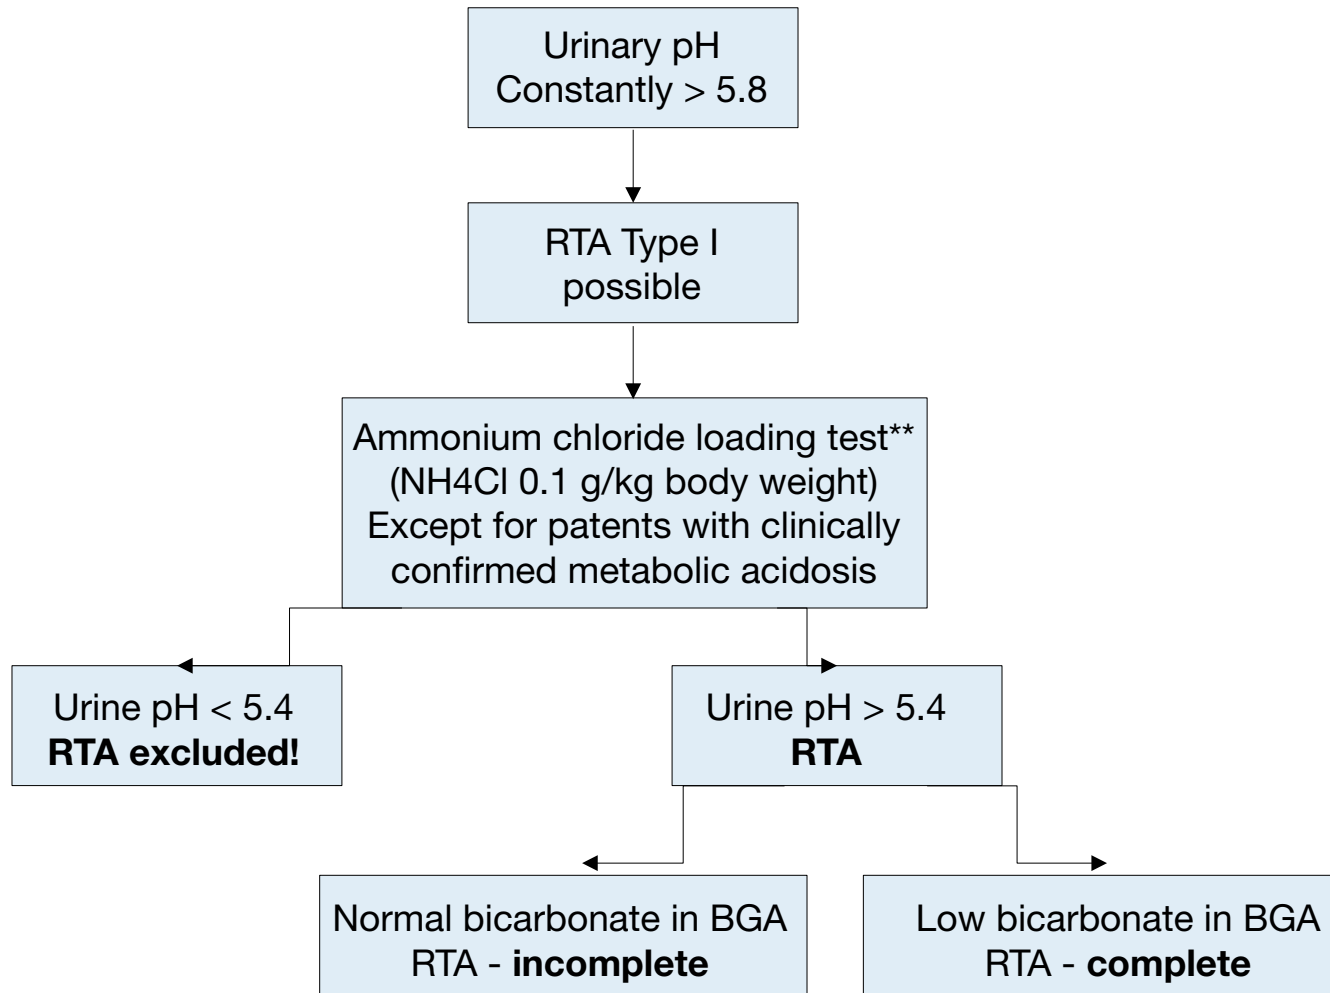 Urinary pH
Constantly > 5.8
RTA Type I
possible
Ammonium chloride loading test**
(NH4Cl 0.1 g/kg body weight)
Except for patents with clinically
confirmed metabolic acidosis
Urine pH < 5.4
RTA excluded!
Urine pH > 5.4
RTA
Normal bicarbonate in BGA
RTA - incomplete
Low bicarbonate in BGA
RTA - complete